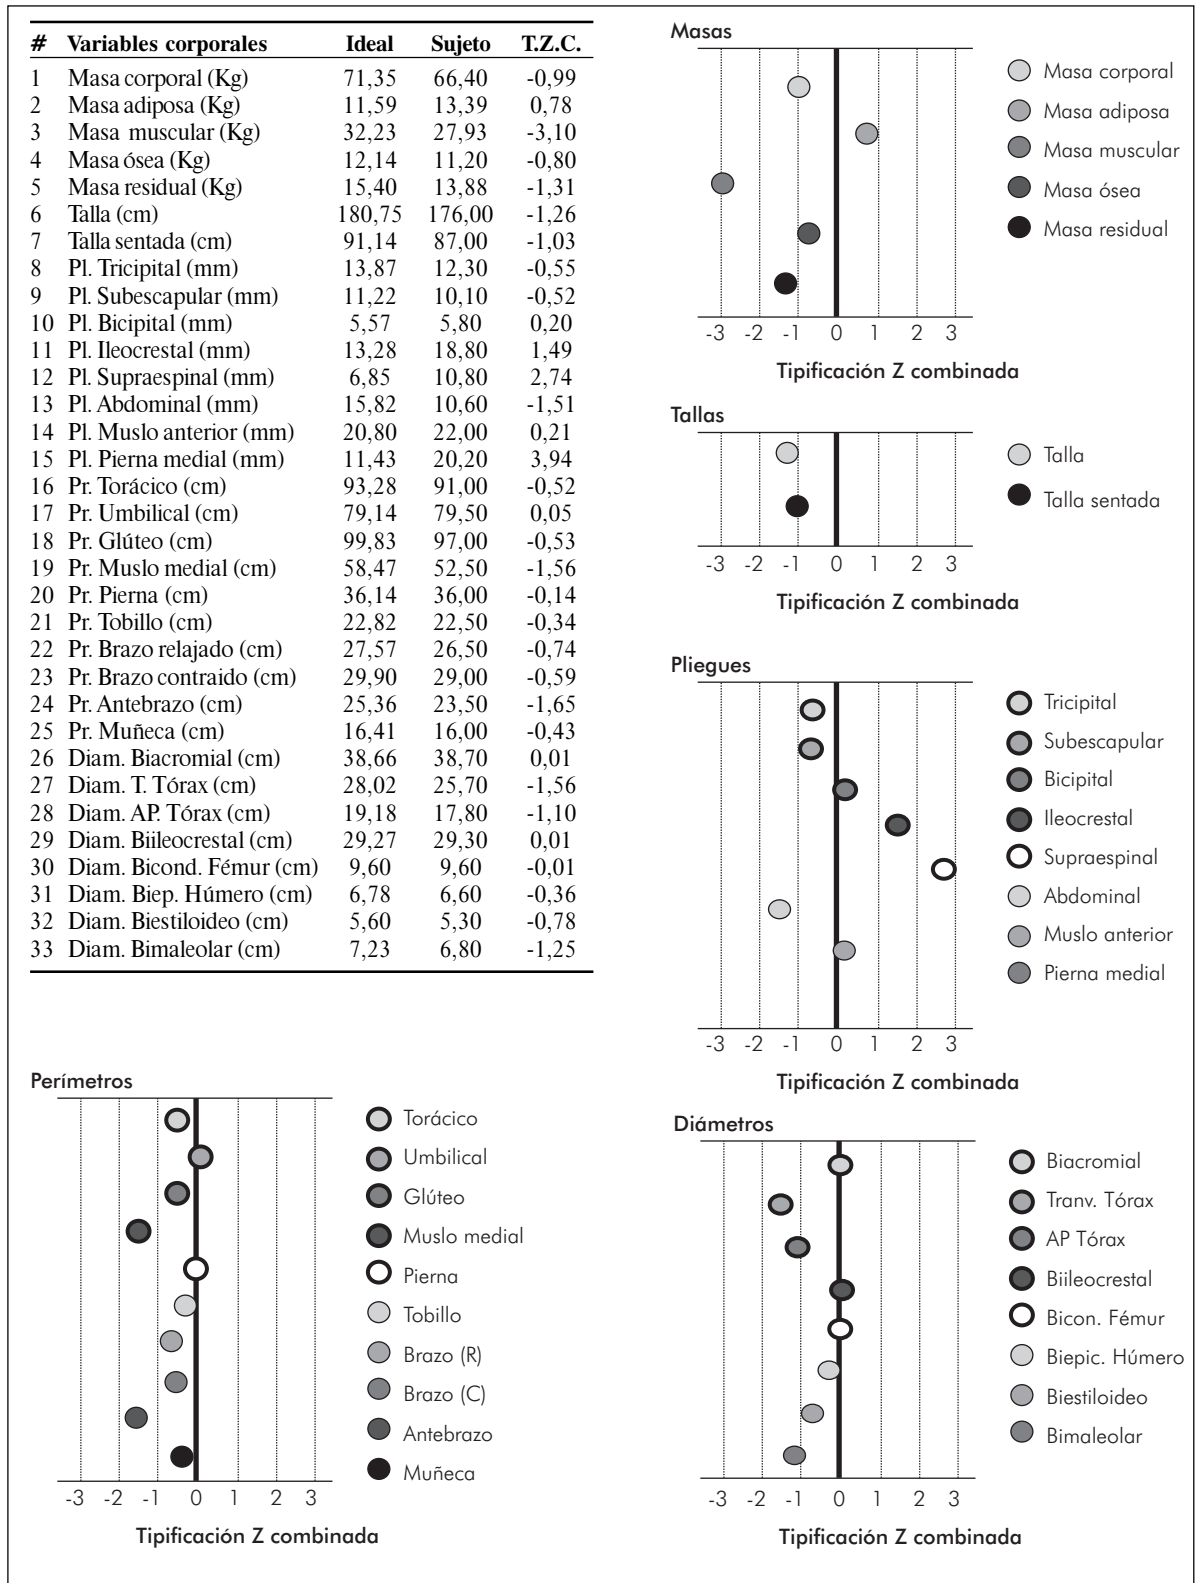 # Variables corporales Ideal Sujeto T.Z.C.
1 Masa corporal (Kg) 71,35 66,40 -0,99
2 Masa adiposa (Kg) 11,59 13,39 0,78
3 Masa muscular (Kg) 32,23 27,93 -3,10
4 Masa ósea (Kg) 12,14 11,20 -0,80
5 Masa residual (Kg) 15,40 13,88 -1,31
6 Talla (cm) 180,75 176,00 -1,26
7 Talla sentada (cm) 91,14 87,00 -1,03
8 Pl. Tricipital (mm) 13,87 12,30 -0,55
9 Pl. Subescapular (mm) 11,22 10,10 -0,52
10 Pl. Bicipital (mm) 5,57 5,80 0,20
11 Pl. Ileocrestal (mm) 13,28 18,80 1,49
12 Pl. Supraespinal (mm) 6,85 10,80 2,74
13 Pl. Abdominal (mm) 15,82 10,60 -1,51
14 Pl. Muslo anterior (mm) 20,80 22,00 0,21
15 Pl. Pierna medial (mm) 11,43 20,20 3,94
16 Pr. Torácico (cm) 93,28 91,00 -0,52
17 Pr. Umbilical (cm) 79,14 79,50 0,05
18 Pr. Glúteo (cm) 99,83 97,00 -0,53
19 Pr. Muslo medial (cm) 58,47 52,50 -1,56
20 Pr. Pierna (cm) 36,14 36,00 -0,14
21 Pr. Tobillo (cm) 22,82 22,50 -0,34
22 Pr. Brazo relajado (cm) 27,57 26,50 -0,74
23 Pr. Brazo contraido (cm) 29,90 29,00 -0,59
24 Pr. Antebrazo (cm) 25,36 23,50 -1,65
25 Pr. Muñeca (cm) 16,41 16,00 -0,43
26 Diam. Biacromial (cm) 38,66 38,70 0,01
27 Diam. T. Tórax (cm) 28,02 25,70 -1,56
28 Diam. AP. Tórax (cm) 19,18 17,80 -1,10
29 Diam. Biileocrestal (cm) 29,27 29,30 0,01
30 Diam. Bicond. Fémur (cm) 9,60 9,60 -0,01
31 Diam. Biep. Húmero (cm) 6,78 6,60 -0,36
32 Diam. Biestiloideo (cm) 5,60 5,30 -0,78
33 Diam. Bimaleolar (cm) 7,23 6,80 -1,25
Masas
Masa corporal
Masa adiposa
Masa muscular
Masa ósea
Masa residual
-3 -2 -1 0 1 2 3
Tipificación Z combinada
Tallas
Talla
Talla sentada
-3 -2 -1 0 1 2 3
Tipificación Z combinada
Pliegues
Tricipital
Subescapular
Bicipital
Ileocrestal
Supraespinal
Abdominal
Muslo anterior
Pierna medial
-3 -2 -1 0 1 2 3
Tipificación Z combinada
Perímetros
Torácico
Umbilical
Glúteo
Muslo medial
Pierna
Tobillo
Brazo (R)
Brazo (C)
Antebrazo
Muñeca
-3 -2 -1 0 1 2 3
Tipificación Z combinada
Diámetros
Biacromial
Tranv. Tórax
AP Tórax
Biileocrestal
Bicon. Fémur
Biepic. Húmero
Biestiloideo
Bimaleolar
-3 -2 -1 0 1 2 3
Tipificación Z combinada